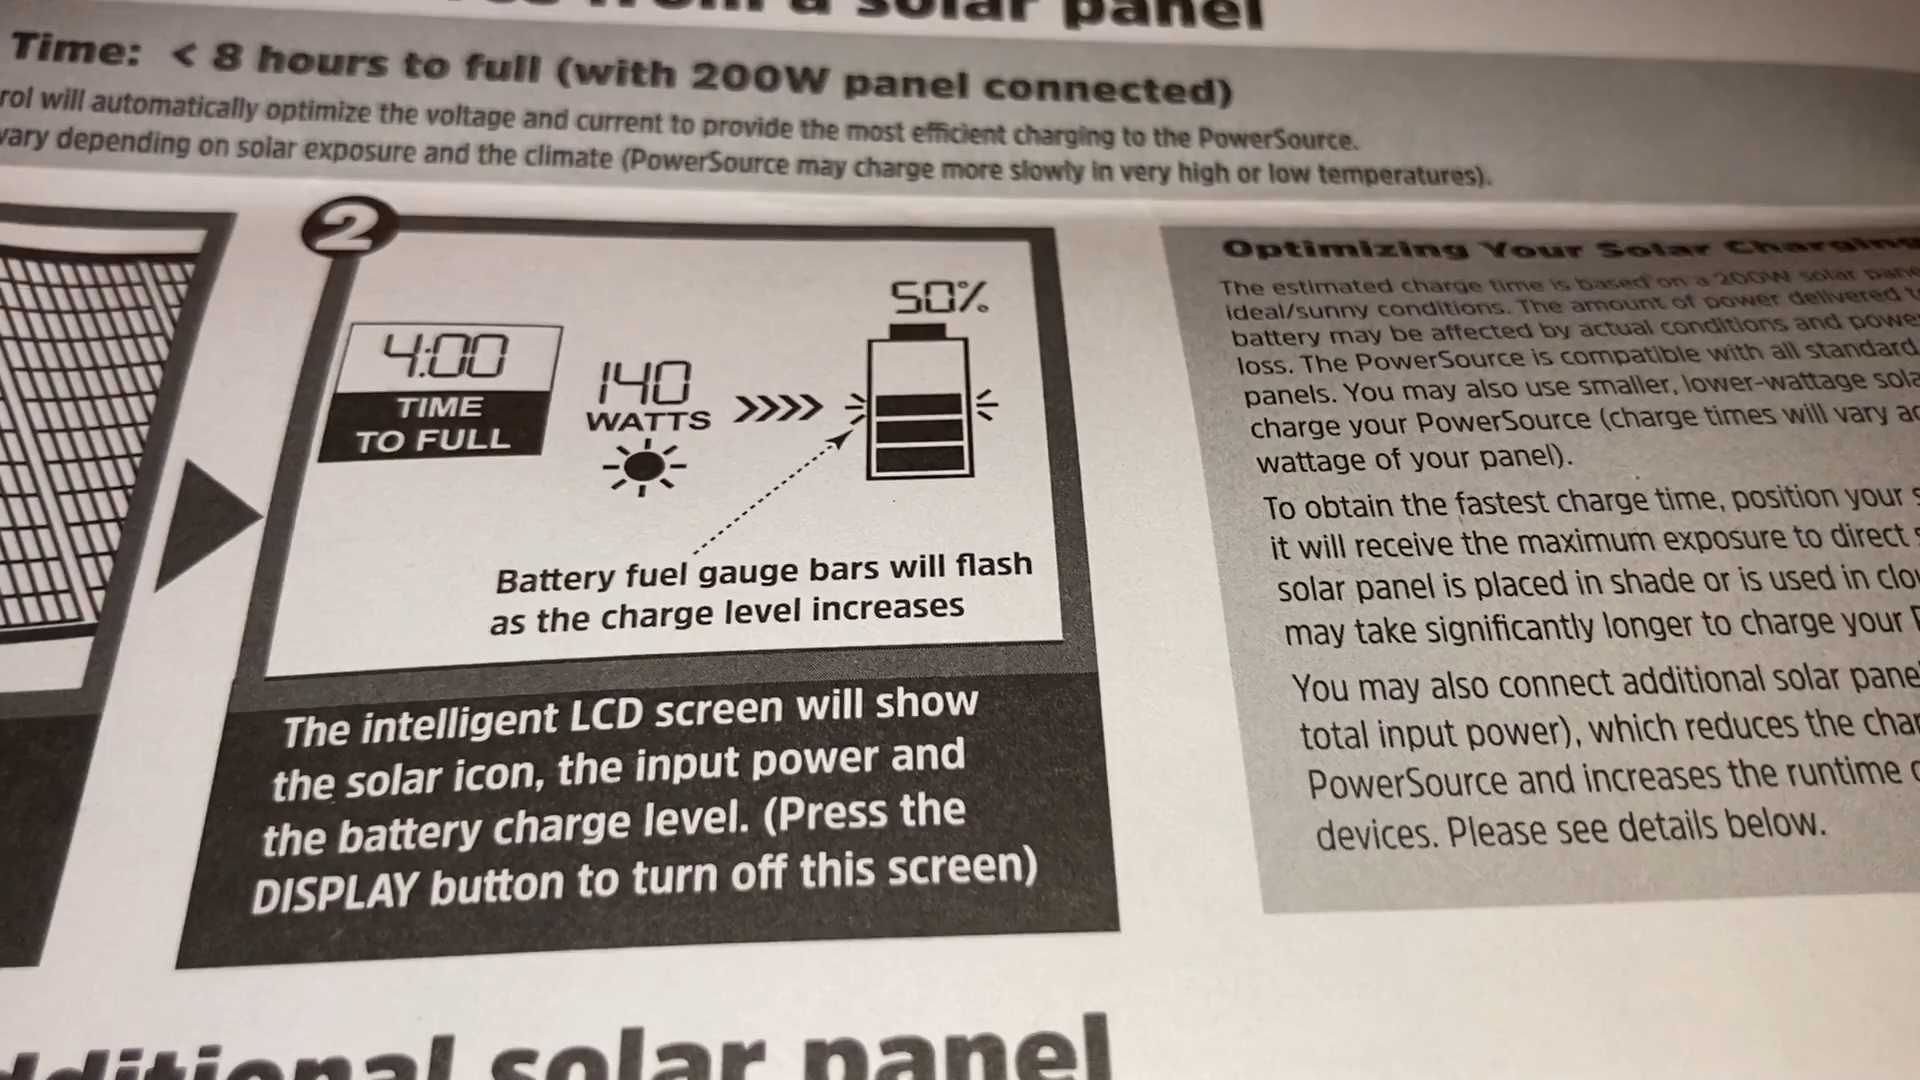 from a solar panel
Time: < 8 hours to full (with 200W panel connected)
will automatically optimize the voltage and current to provide the most efficient charging to the PowerSource.
vary depending on solar exposure and the climate (PowerSource may charge more slowly in very high or low temperatures).
2
50%
4:00
TIME
TO FULL
140
WATTS
Battery fuel gauge bars will flash
as the charge level increases
The intelligent LCD screen will show
the solar icon, the input power and
the battery charge level. (Press the
DISPLAY button to turn off this screen)
Optimizing Your Solar Charging
The estimated charge time is based on a 200W solar
ideal/sunny conditions. The amount of power delivered
battery may be affected by actual conditions and
loss. The PowerSource is compatible with all standard
panels. You may also use smaller, lower-wattage
charge your PowerSource (charge times will vary
wattage of your panel).
To obtain the fastest charge time, position your
it will receive the maximum exposure to direct
solar panel is placed in shade or is used in
may take significantly longer to charge your
You may also connect additional solar
total input power), which reduces the
PowerSource and increases the runtime
devices. Please see details below.
solar panel